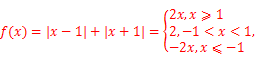 f(x) = |x − 1| + |x + 1| = { 2x, x ⩾ 1
2, −1 < x < 1,
−2x, x ⩽ −1